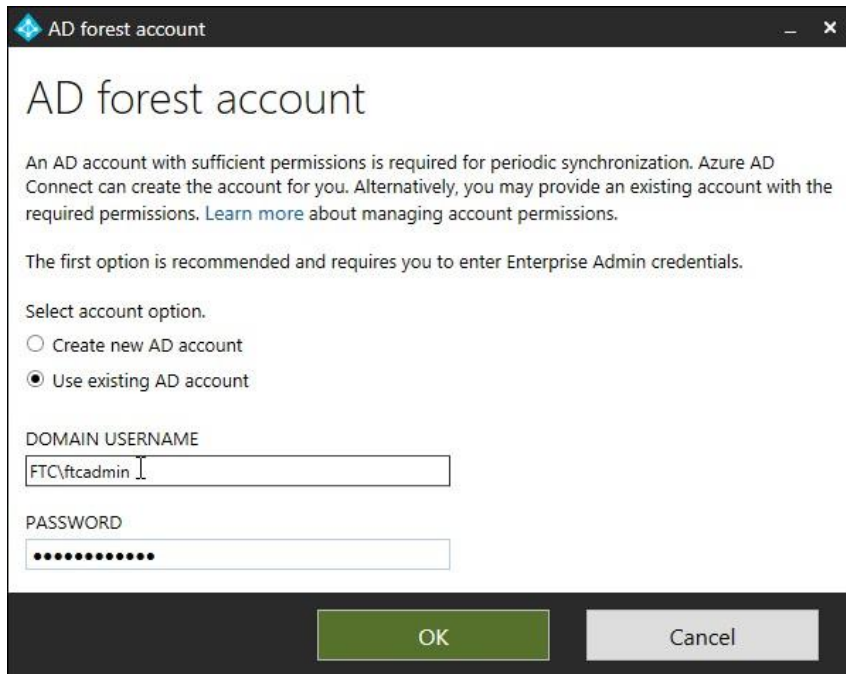 AD forest account
AD forest account
An AD account with sufficient permissions is required for periodic synchronization. Azure AD
Connect can create the account for you. Alternatively, you may provide an existing account with the
required permissions. Learn more about managing account permissions.
The first option is recommended and requires you to enter Enterprise Admin credentials.
Select account option.
Create new AD account
Use existing AD account
DOMAIN USERNAME
FTC\ftcadmin
PASSWORD
••••••••••••
OK
Cancel